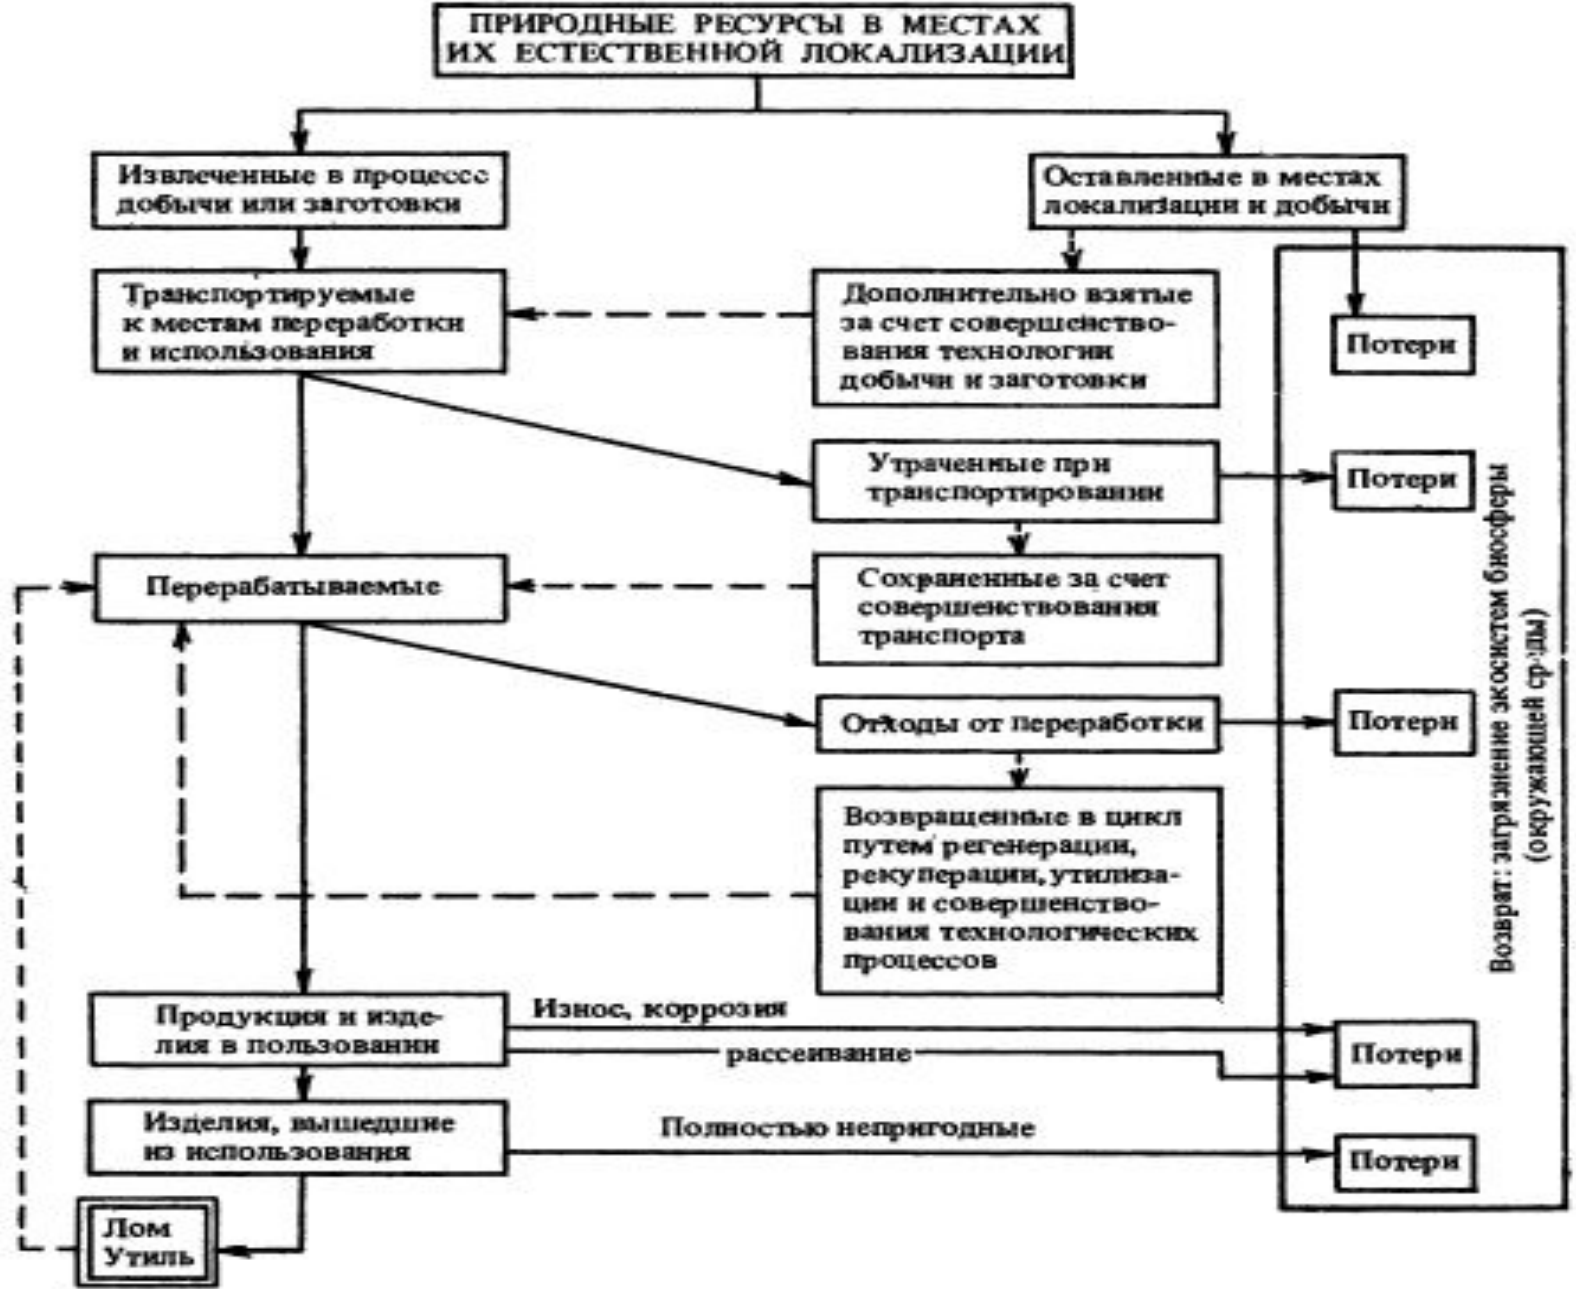 ПРИРОДНЫЕ РЕСУРСЫ В МЕСТАХ
ИХ ЕСТЕСТВЕННОЙ ЛОКАЛИЗАЦИИ
Извлеченные в процессе
добычи или заготовки
Оставленные в местах
локализации и добычи
Транспортируемые
к местам переработки
и использования
Дополнительно взятые
за счет совершенство-
вания технологии
добычи и заготовки
Потери
Утраченные при
транспортировании
Потери
Перерабатываемые
Сохраненные за счет
совершенствования
транспорта
Отходы от переработки
Потери
Возвращенные в цикл
путем регенерации,
рекуперации, утилиза-
ции и совершенство-
вания технологических
процессов
Возврат: загрязнение экосистем биосферы
(окружающей среды)
Продукция и изде-
лия в пользовании
Износ, коррозия
рассеивание
Потери
Изделия, вышедшие
из использования
Полностью непригодные
Потери
Лом
Утиль